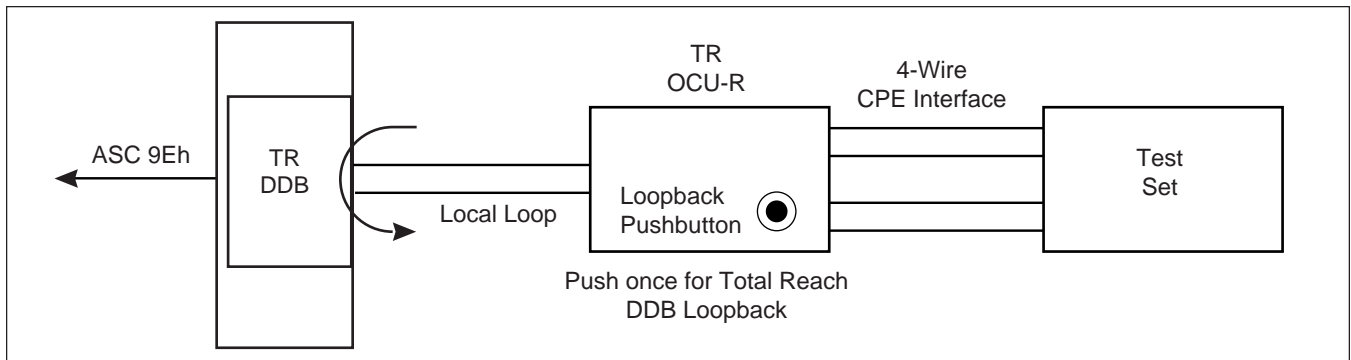 ASC 9Eh
TR
DDB
Local Loop
TR
OCU-R
Loopback
Pushbutton
Push once for Total Reach
DDB Loopback
4-Wire
CPE Interface
Test
Set